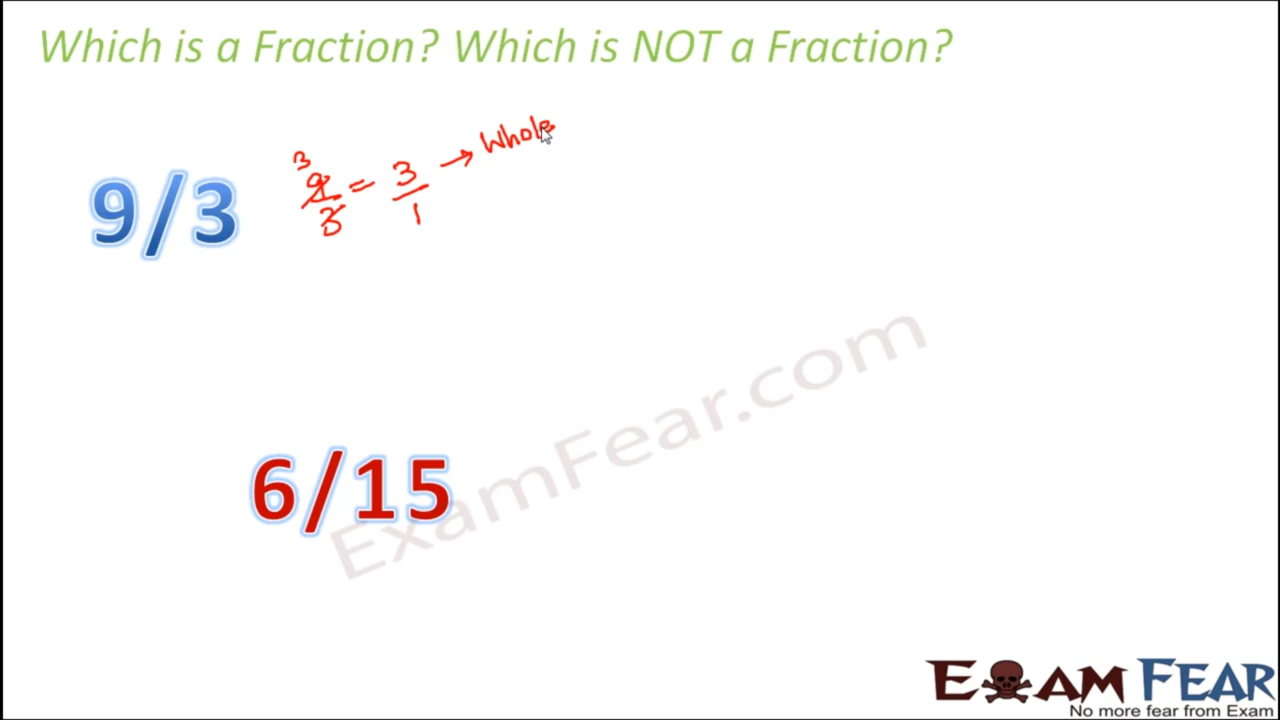 Which is a Fraction? Which is NOT a Fraction?
9/3
3
9/3 = 3/1 → Whole
6/15
ExamFear.com
EXAM FEAR
No more fear from Exam